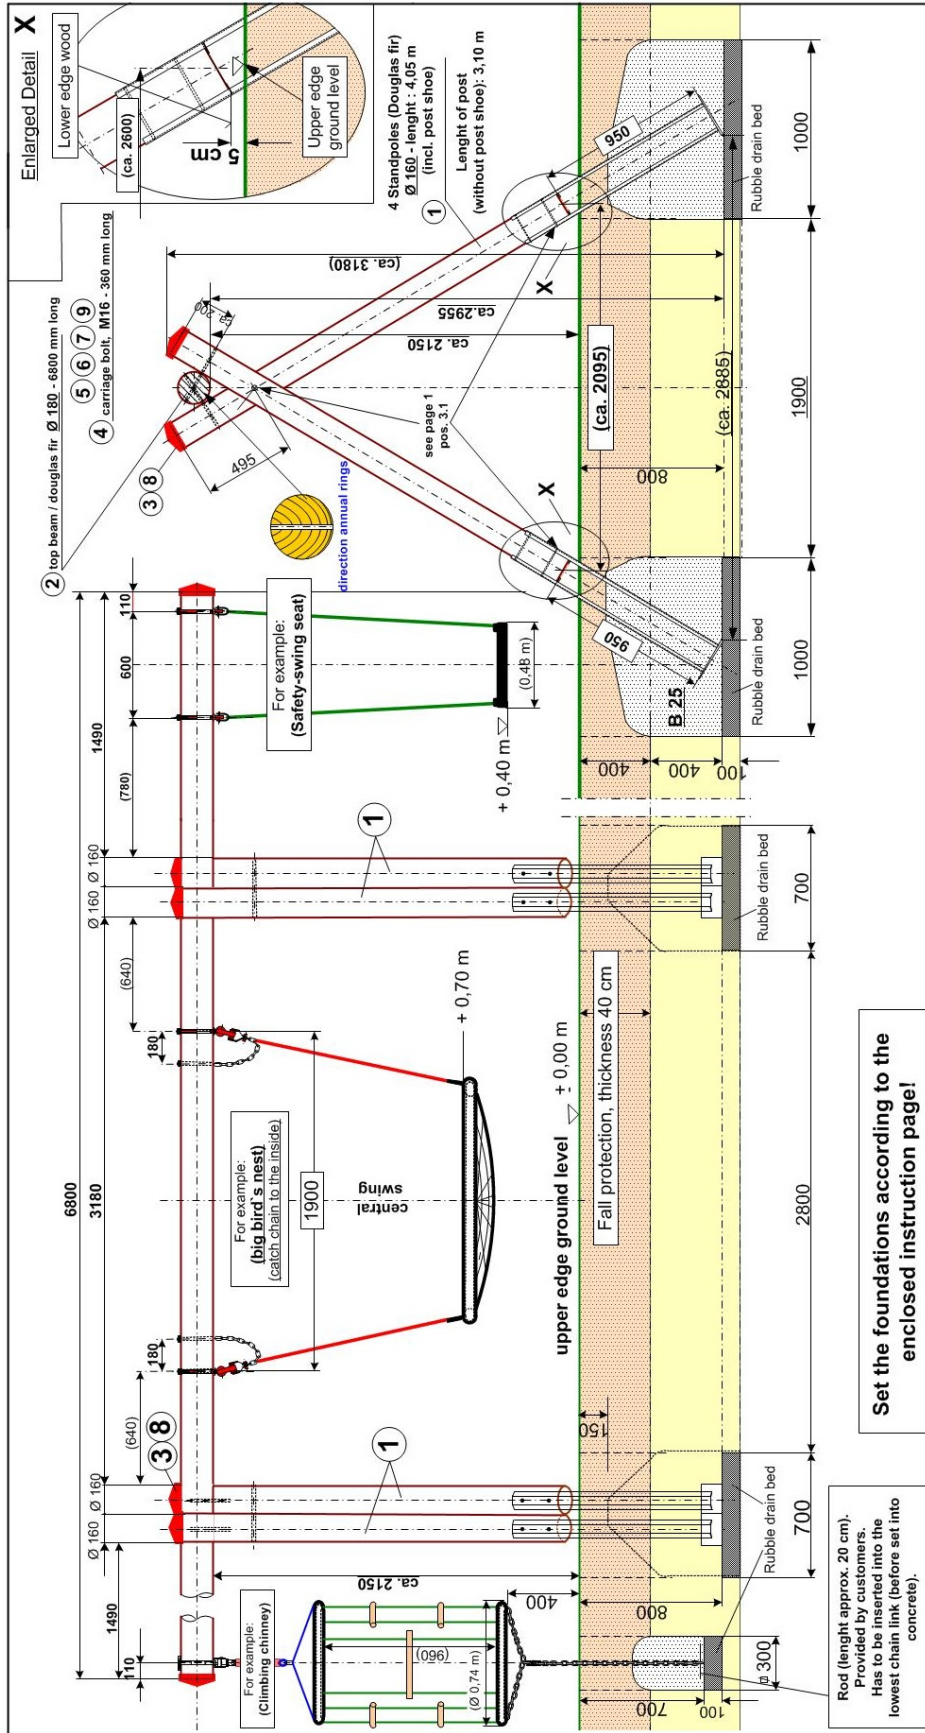 Enlarged Detail X
Lower edge wood
(ca. 2600)
5 cm
Upper edge
ground level
2 top beam / douglas fir Ø 180 - 6800 mm long
5 6 7 9
4 carriage bolt, M16 - 360 mm long
3 8
4 Standpoles (Douglas fir)
Ø 160 - lenght : 4,05 m
(incl. post shoe)
1
Lenght of post
(without post shoe): 3,10 m
ca. 200
495
direction annual rings
(ca. 3180)
ca.2955
ca. 2150
see page 1
pos. 3.1
X
X
950
950
(ca. 2095)
(ca. 2885)
800
B 25
1000
1900
1000
Rubble drain bed
Rubble drain bed
400
400
100
6800
1490
3180
1490
110
600
(780)
Ø 160
Ø 160
(640)
180
180
(640)
Ø 160
Ø 160
110
3 8
For example:
(Safety-swing seat)
(0,48 m)
+ 0,40 m
1
For example:
(big bird`s nest)
(catch chain to the inside)
1900
central
swing
+ 0,70 m
1
For example:
(Climbing chimney)
(960)
(Ø 0,74 m)
ca. 2150
400
upper edge ground level ± 0,00 m
Fall protection, thickness 40 cm
150
800
700
100
300
700
2800
700
Rubble drain bed
Rubble drain bed
Rod (lenght approx. 20 cm).
Provided by customers.
Has to be inserted into the
lowest chain link (before set into
concrete).
Set the foundations according to the
enclosed instruction page!